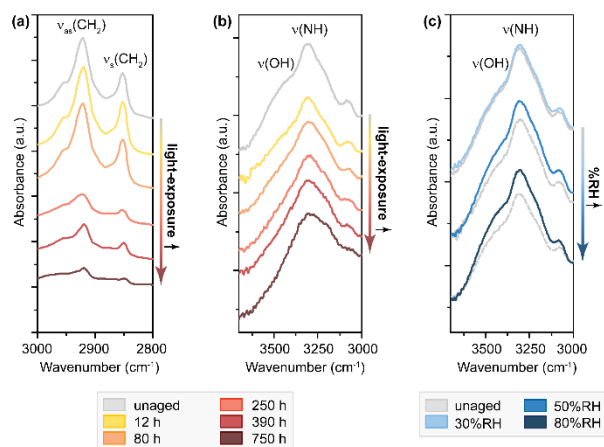 (a)
νas(CH2)
νs(CH2)
Absorbance (a.u.)
light-exposure
3000 2900 2800
Wavenumber (cm-1)
(b)
ν(NH)
ν(OH)
Absorbance (a.u.)
light-exposure
3500 3250 3000
Wavenumber (cm-1)
(c)
ν(NH)
ν(OH)
Absorbance (a.u.)
%RH
3500 3250 3000
Wavenumber (cm-1)
unaged 250 h
12 h 390 h
80 h 750 h
unaged 50%RH
30%RH 80%RH